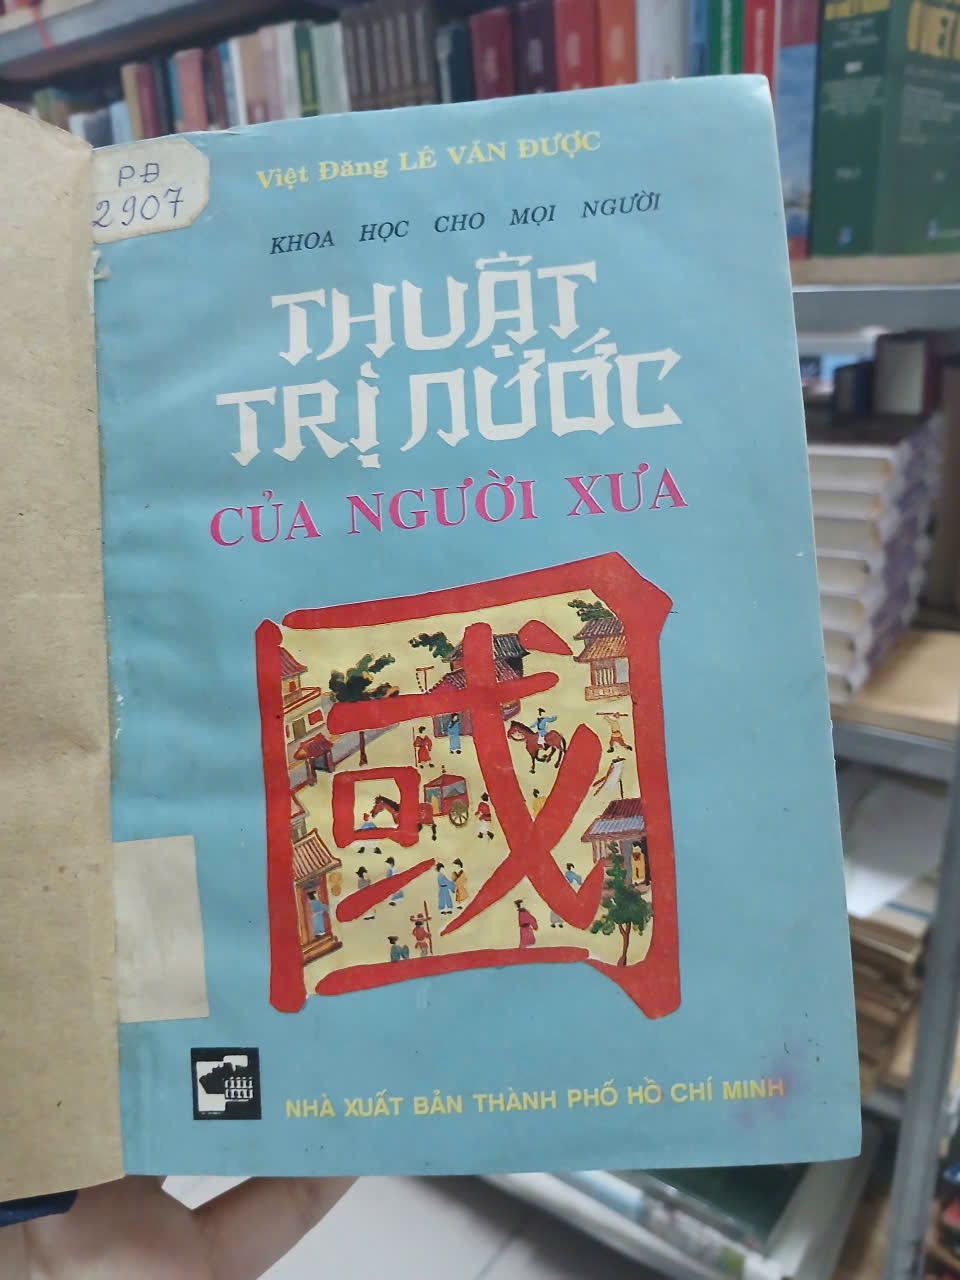 PĐ
2907
Việt Đăng LÊ VĂN ĐƯỢC
KHOA HỌC CHO MỌI NGƯỜI
THUẬT
TRỊ NƯỚC
CỦA NGƯỜI XƯA
國
NHÀ XUẤT BẢN THÀNH PHỐ HỒ CHÍ MINH